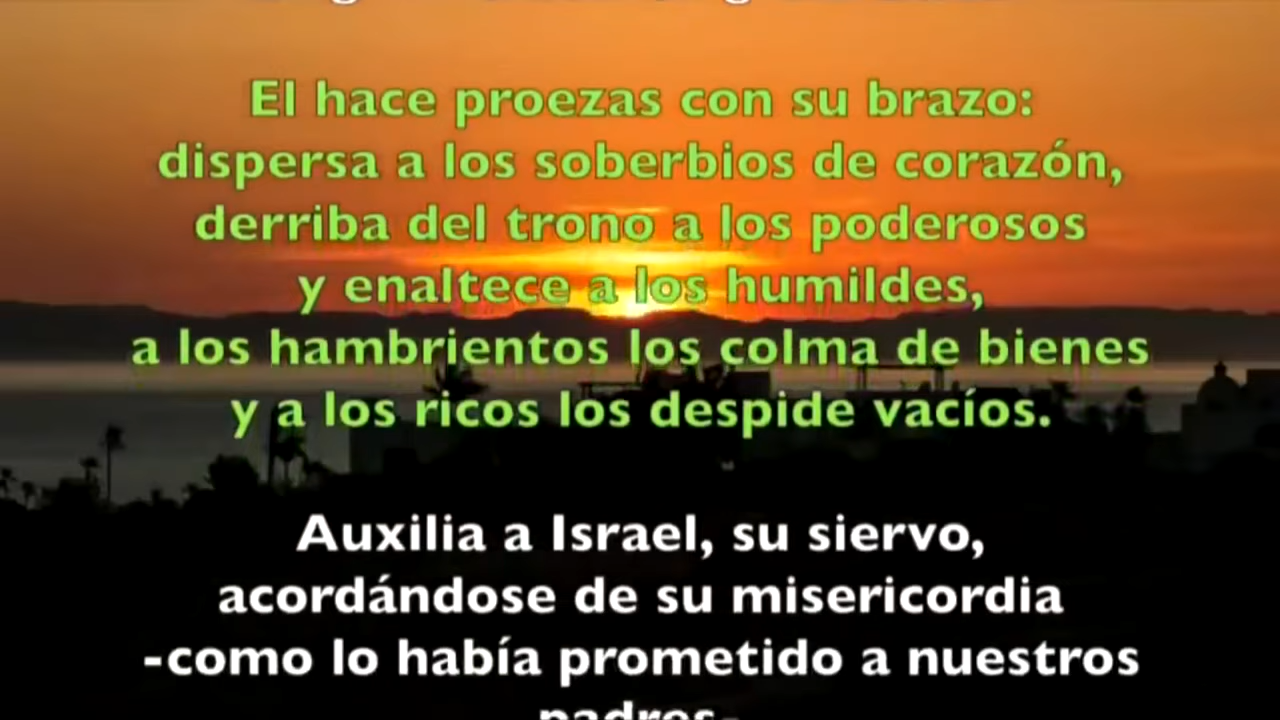 El hace proezas con su brazo:
dispersa a los soberbios de corazón,
derriba del trono a los poderosos
y enaltece a los humildes,
a los hambrientos los colma de bienes
y a los ricos los despide vacíos.
Auxilia a Israel, su siervo,
acordándose de su misericordia
-como lo había prometido a nuestros
padres-